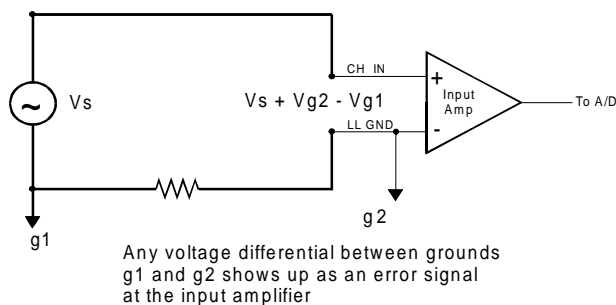 CH IN
+
Input
Amp
-
To A/D
~
Vs
Vs + Vg2 - Vg1
LL GND
g1
g2
Any voltage differential between grounds
g1 and g2 shows up as an error signal
at the input amplifier